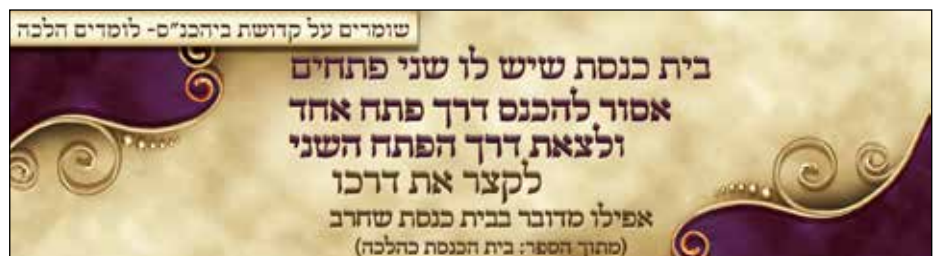 שומרים על קדושת ביהכנ"ס- לומדים הלכה
בית כנסת שיש לו שני פתחים
אסור להכנס דרך פתח אחד
ולצאת דרך הפתח השני
לקצר את דרכו
אפילו מדובר בבית כנסת שחרב
(מתוך הספר: בית הכנסת כהלכה)